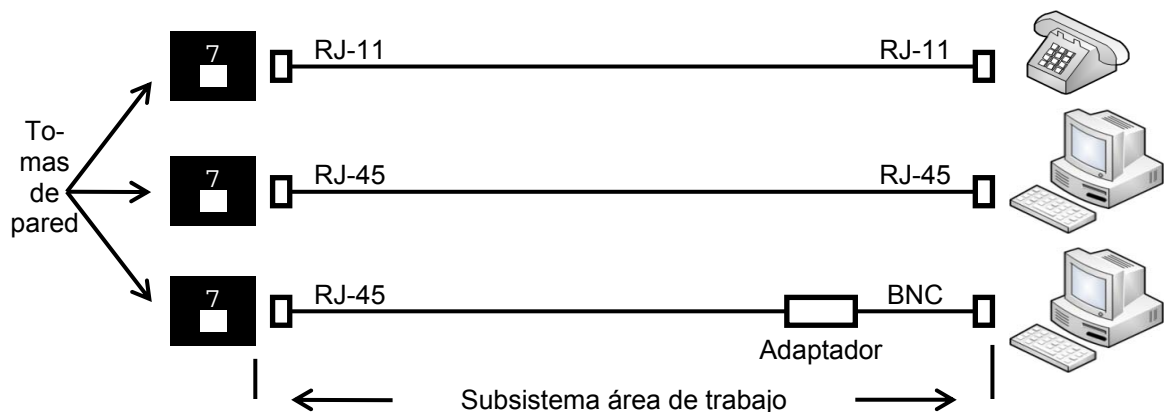 7
RJ-11 RJ-11
To-
mas
de
pared
7
RJ-45 RJ-45
7
RJ-45 BNC
Adaptador
Subsistema área de trabajo